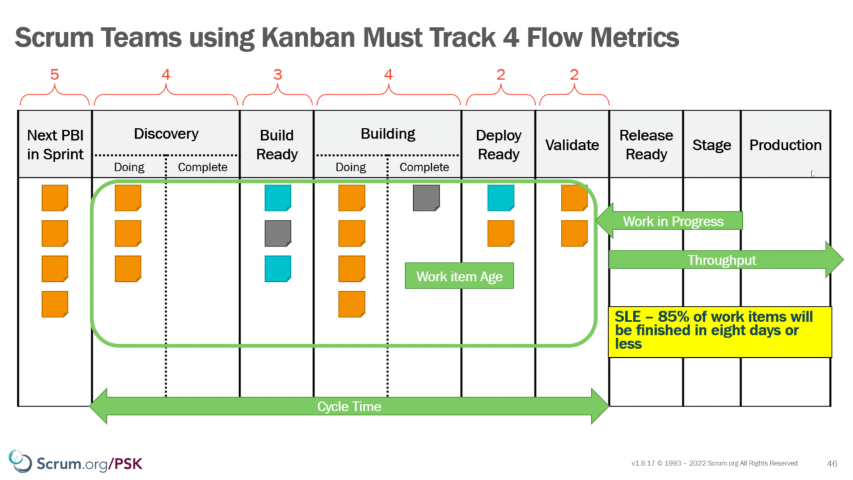 Scrum Teams using Kanban Must Track 4 Flow Metrics
5
4
3
4
2
2
Next PBI
in Sprint
Discovery
Doing
Complete
Build
Ready
Building
Doing
Complete
Deploy
Ready
Validate
Release
Ready
Stage
Production
Work in Progress
Throughput
Work item Age
SLE – 85% of work items will
be finished in eight days or
less
Cycle Time
Scrum.org/PSK
v1.8.17 © 1993 – 2022 Scrum.org All Rights Reserved
46